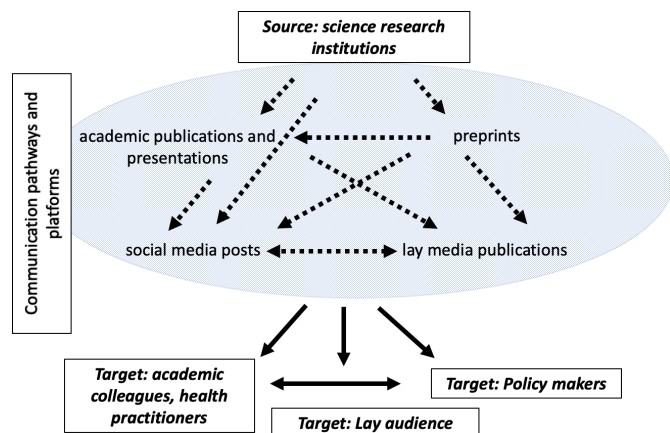 Source: science research
institutions
Communication pathways and
platforms
academic publications and
presentations
preprints
social media posts
lay media publications
Target: academic
colleagues, health
practitioners
Target: Policy makers
Target: Lay audience